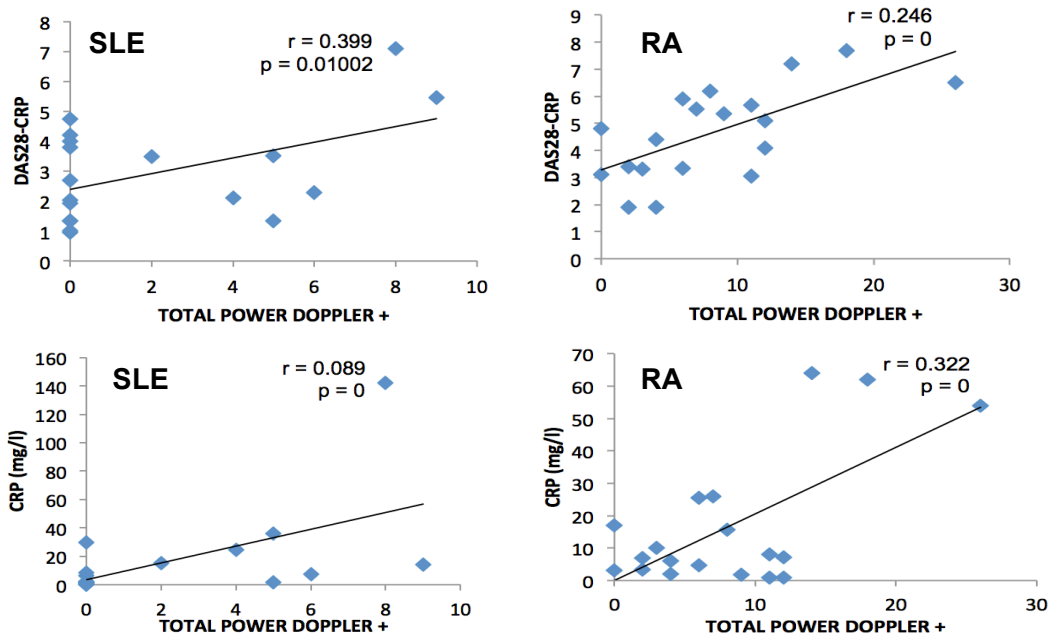 SLE
r = 0.399
p = 0.01002
DAS28-CRP
8
7
6
5
4
3
2
1
0
0 2 4 6 8 10
TOTAL POWER DOPPLER +
RA
r = 0.246
p = 0
DAS28-CRP
9
8
7
6
5
4
3
2
1
0
0 10 20 30
TOTAL POWER DOPPLER +
SLE
r = 0.089
p = 0
CRP (mg/l)
160
140
120
100
80
60
40
20
0
0 2 4 6 8 10
TOTAL POWER DOPPLER +
RA
r = 0.322
p = 0
CRP (mg/l)
70
60
50
40
30
20
10
0
0 10 20 30
TOTAL POWER DOPPLER +